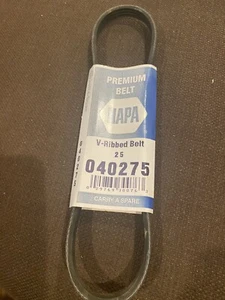 PREMIUM
BELT
NAPA
V-Ribbed Belt
25
040275
CARRY A SPARE